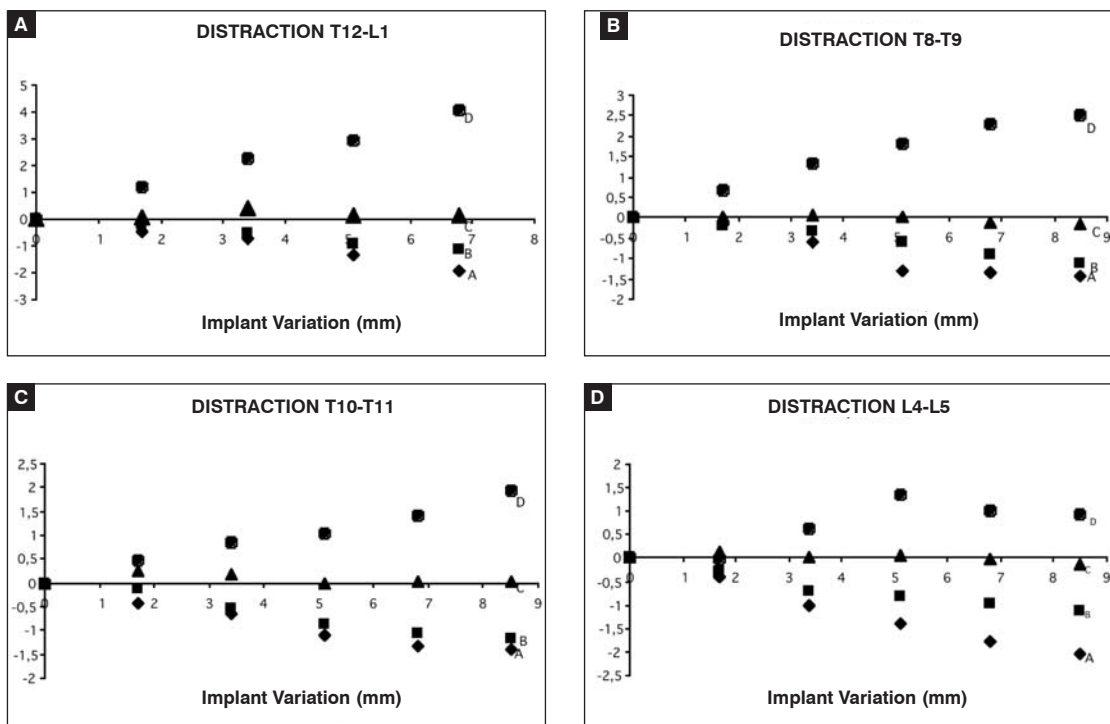 A
DISTRACTION T12-L1
5
4
3
2
1
0
-1
-2
-3
0 1 2 3 4 5 6 7 8
D
C
B
A
Implant Variation (mm)
B
DISTRACTION T8-T9
3
2,5
2
1,5
1
0,5
0
-0,5
-1
-1,5
-2
0 1 2 3 4 5 6 7 8 9
D
C
B
A
Implant Variation (mm)
C
DISTRACTION T10-T11
2,5
2
1,5
1
0,5
0
-0,5
-1
-1,5
-2
0 1 2 3 4 5 6 7 8 9
D
C
B
A
Implant Variation (mm)
D
DISTRACTION L4-L5
2
1,5
1
0,5
0
-0,5
-1
-1,5
-2
-2,5
0 1 2 3 4 5 6 7 8 9
D
C
B
A
Implant Variation (mm)